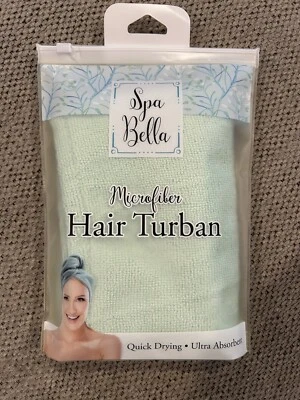 Spa
Bella
Microfiber
Hair Turban
Quick Drying • Ultra Absorbent